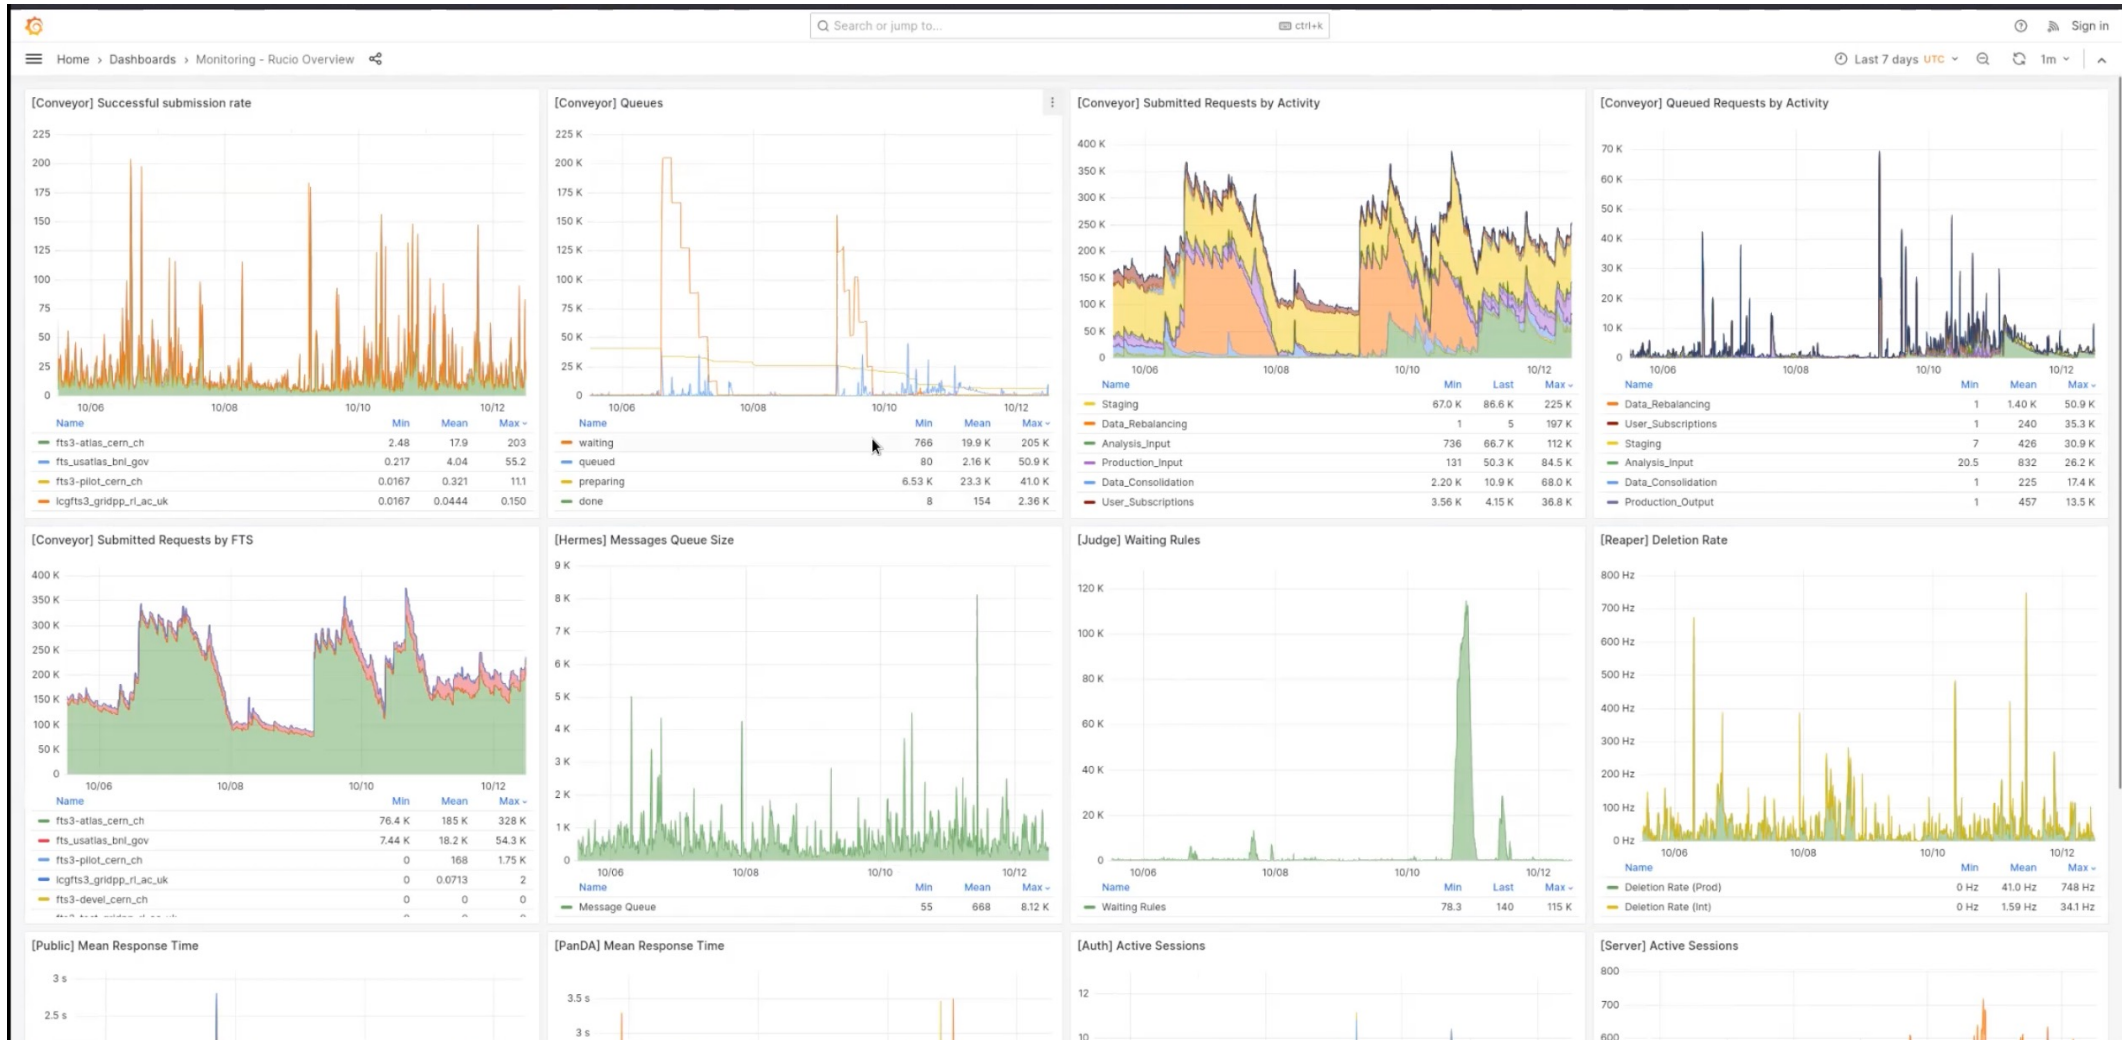 Search or jump to... ctrl+k Sign in
Home > Dashboards > Monitoring - Rucio Overview Last 7 days UTC 1m
[Conveyor] Successful submission rate
225
200
175
150
125
100
75
50
25
0
10/06 10/08 10/10 10/12
Name Min Mean Max
fts3-atlas_cern_ch 2.48 17.9 203
fts_usatlas_bnl_gov 0.217 4.04 55.2
fts3-pilot_cern_ch 0.0167 0.321 11.1
lcgfts3_gridpp_rl_ac_uk 0.0167 0.0444 0.150
[Conveyor] Queues
225 K
200 K
175 K
150 K
125 K
100 K
75 K
50 K
25 K
0
10/06 10/08 10/10 10/12
Name Min Mean Max
waiting 766 19.9 K 205 K
queued 80 2.16 K 50.9 K
preparing 6.53 K 23.3 K 41.0 K
done 8 154 2.36 K
[Conveyor] Submitted Requests by Activity
400 K
350 K
300 K
250 K
200 K
150 K
100 K
50 K
0
10/06 10/08 10/10 10/12
Name Min Last Max
Staging 67.0 K 86.6 K 225 K
Data_Rebalancing 1 5 197 K
Analysis_Input 736 66.7 K 112 K
Production_Input 131 50.3 K 84.5 K
Data_Consolidation 2.20 K 10.9 K 68.0 K
User_Subscriptions 3.56 K 4.15 K 36.8 K
[Conveyor] Queued Requests by Activity
70 K
60 K
50 K
40 K
30 K
20 K
10 K
0
10/06 10/08 10/10 10/12
Name Min Mean Max
Data_Rebalancing 1 1.40 K 50.9 K
User_Subscriptions 1 240 35.3 K
Staging 7 426 30.9 K
Analysis_Input 20.5 832 26.2 K
Data_Consolidation 1 225 17.4 K
Production_Output 1 457 13.5 K
[Conveyor] Submitted Requests by FTS
400 K
350 K
300 K
250 K
200 K
150 K
100 K
50 K
0
10/06 10/08 10/10 10/12
Name Min Mean Max
fts3-atlas_cern_ch 76.4 K 185 K 328 K
fts_usatlas_bnl_gov 7.44 K 18.2 K 54.3 K
fts3-pilot_cern_ch 0 168 1.75 K
lcgfts3_gridpp_rl_ac_uk 0 0.0713 2
fts3-devel_cern_ch 0 0 0
[Hermes] Messages Queue Size
9 K
8 K
7 K
6 K
5 K
4 K
3 K
2 K
1 K
0
10/06 10/08 10/10 10/12
Name Min Mean Max
Message Queue 55 668 8.12 K
[Judge] Waiting Rules
120 K
100 K
80 K
60 K
40 K
20 K
0
10/06 10/08 10/10 10/12
Name Min Last Max
Waiting Rules 78.3 140 115 K
[Reaper] Deletion Rate
800 Hz
700 Hz
600 Hz
500 Hz
400 Hz
300 Hz
200 Hz
100 Hz
0 Hz
10/06 10/08 10/10 10/12
Name Min Mean Max
Deletion Rate (Prod) 0 Hz 41.0 Hz 748 Hz
Deletion Rate (Int) 0 Hz 1.59 Hz 34.1 Hz
[Public] Mean Response Time
3 s
2.5 s
[PanDA] Mean Response Time
3.5 s
3 s
[Auth] Active Sessions
12
10
[Server] Active Sessions
800
700
600